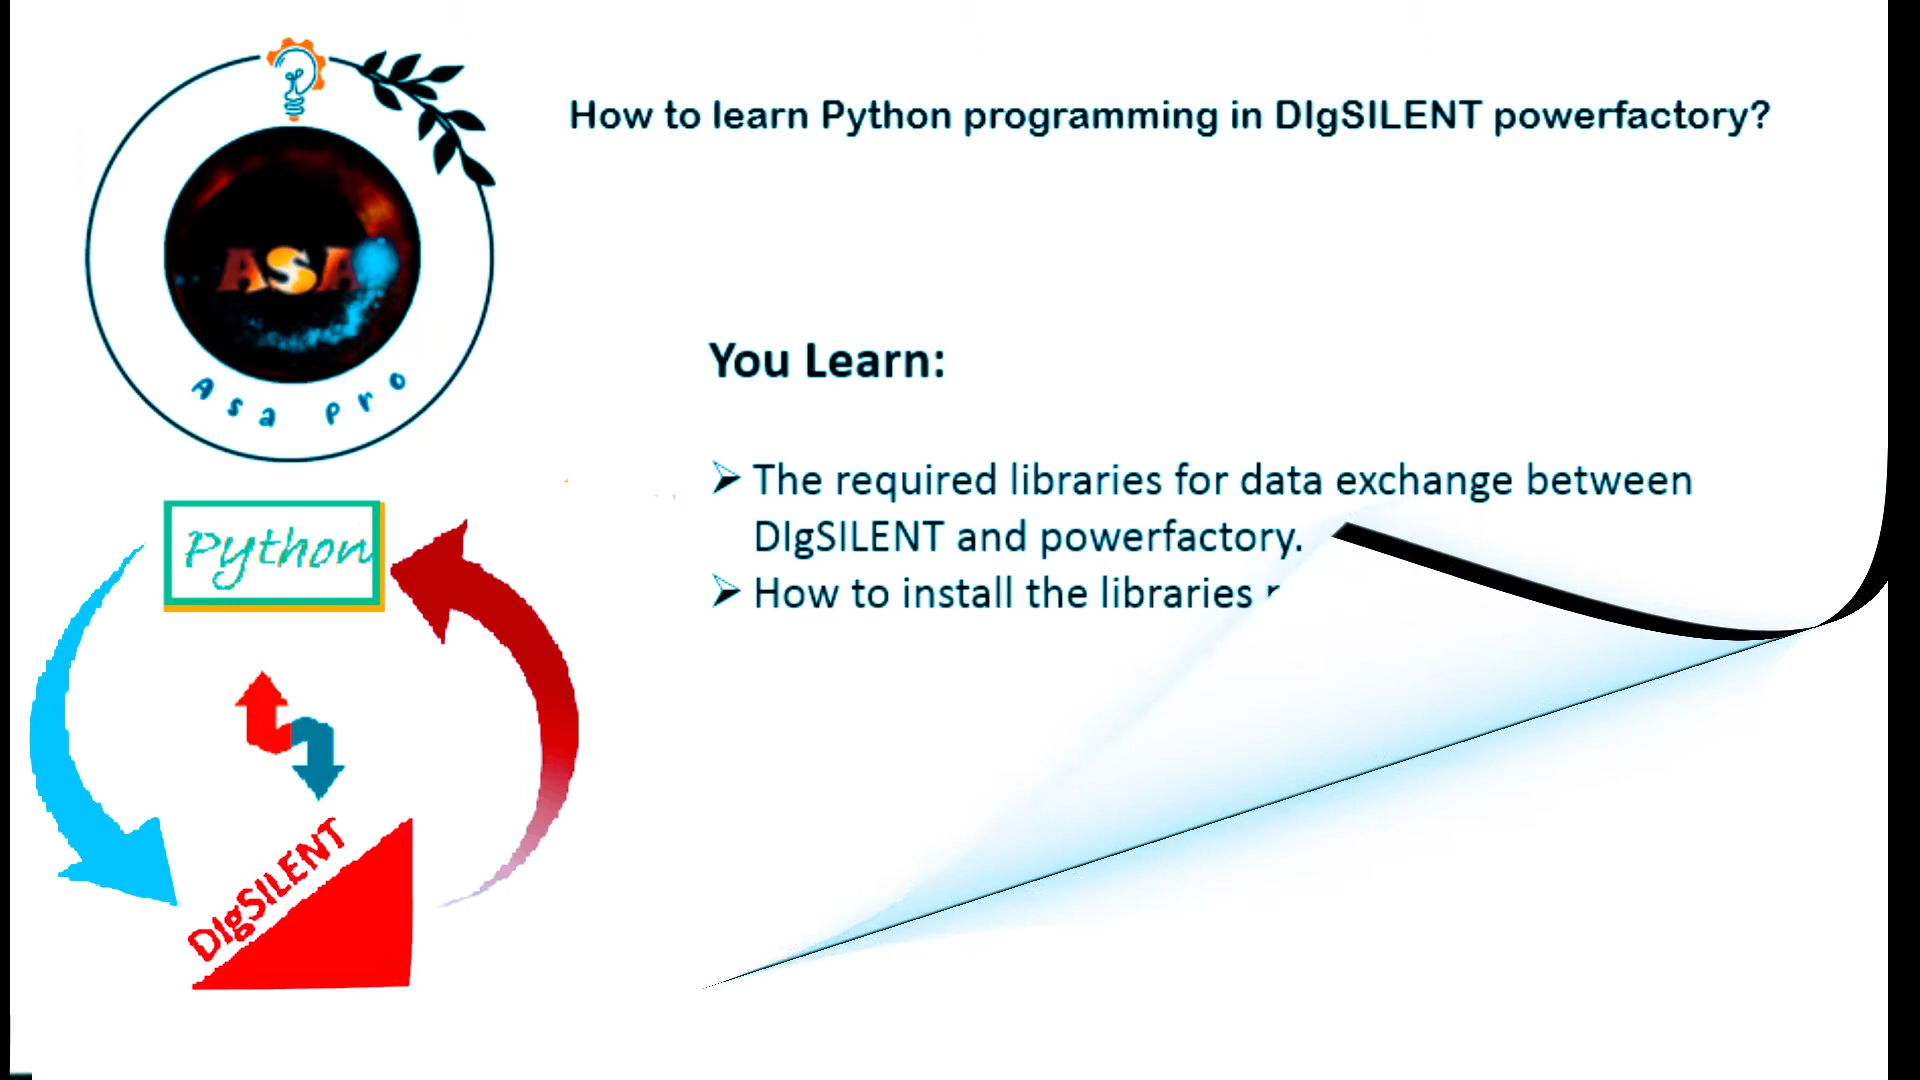 How to learn Python programming in DIgSILENT powerfactory?
ASA
Asa Pro
You Learn:
➢ The required libraries for data exchange between
DIgSILENT and powerfactory.
➢ How to install the libraries
Python
DIgSILENT